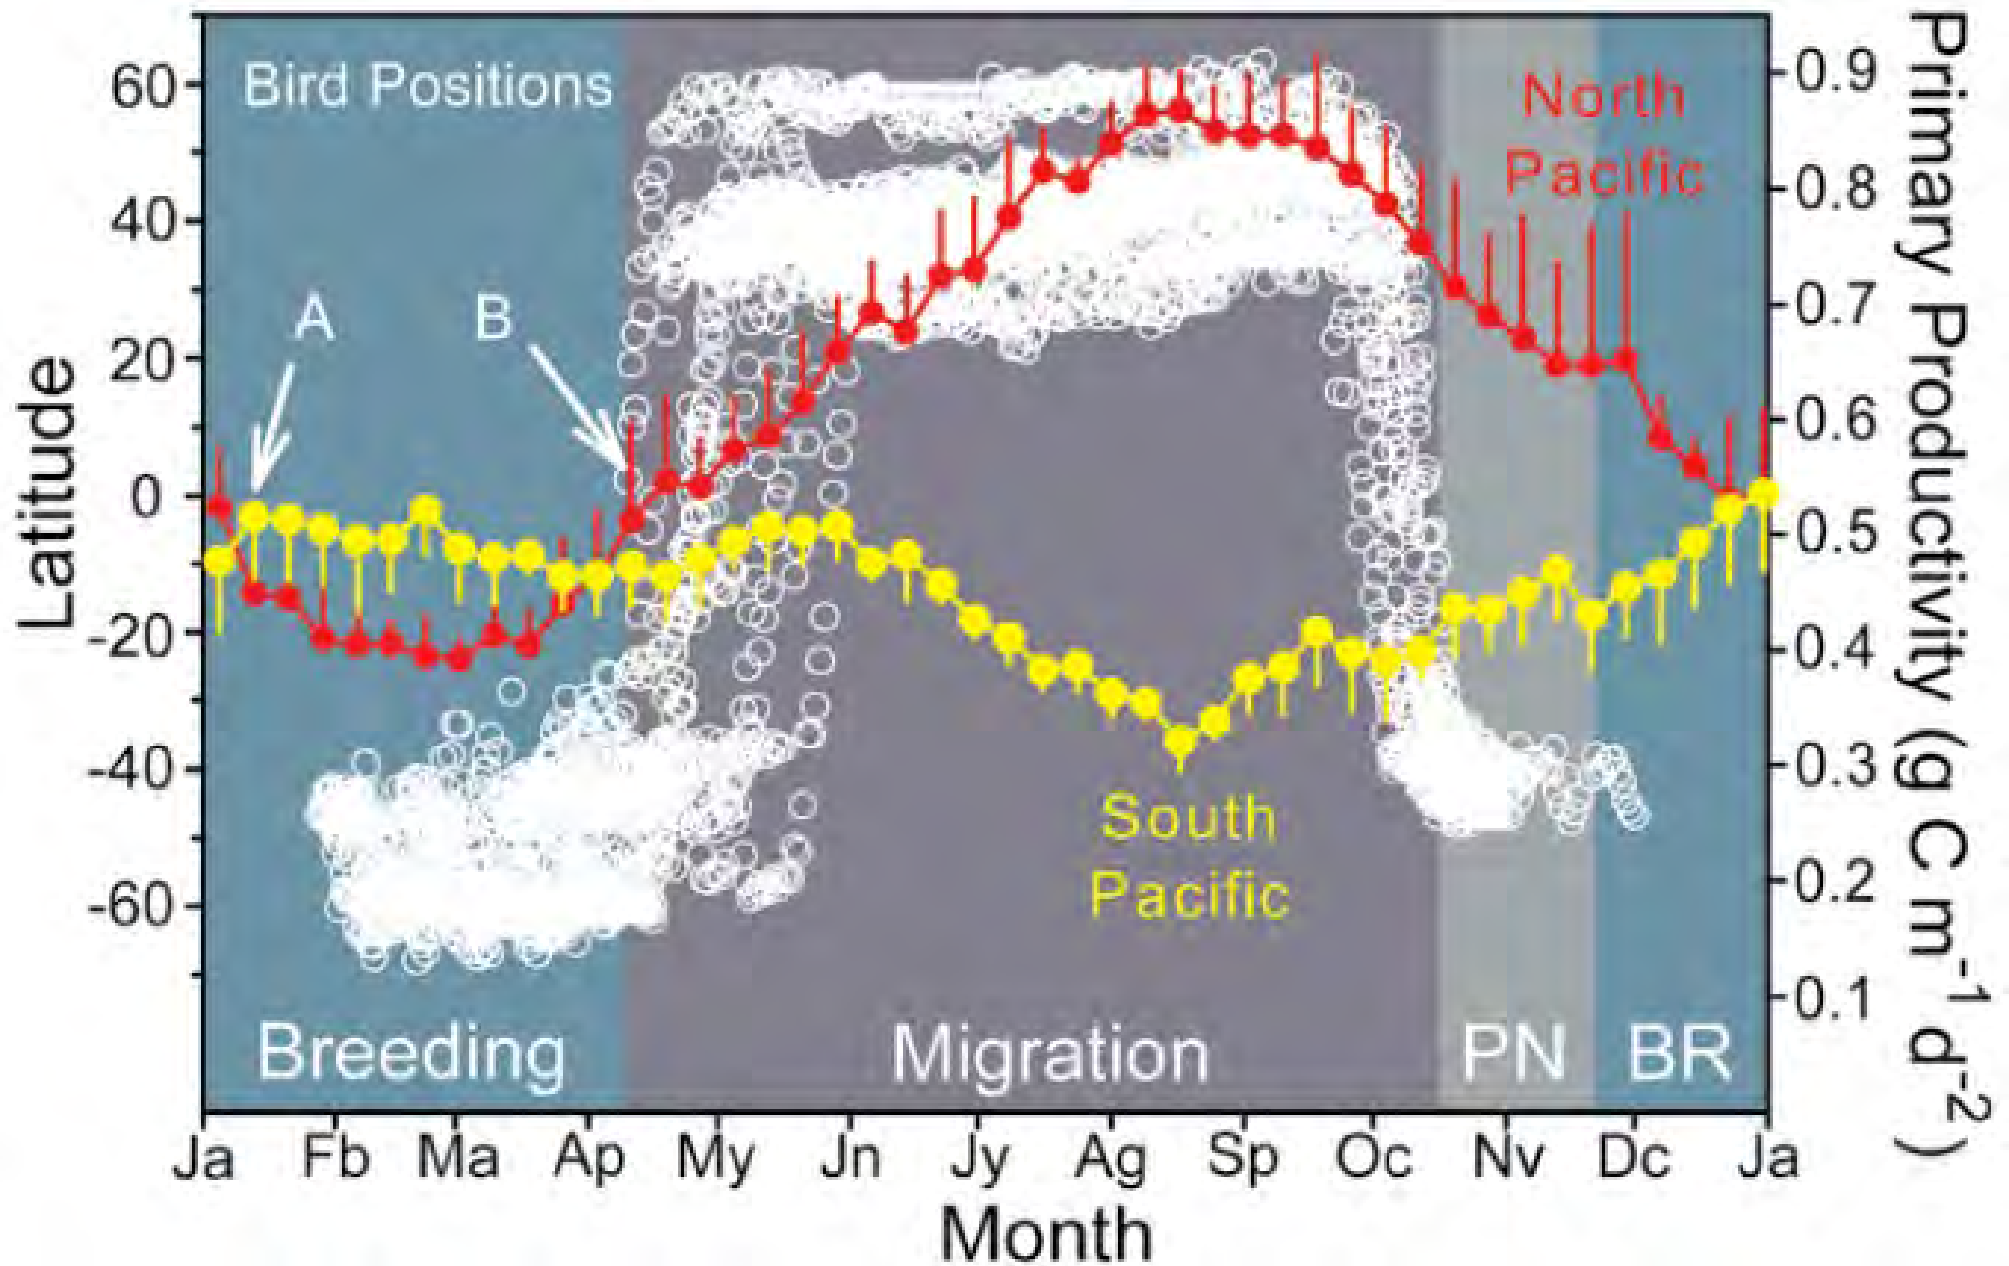 Bird Positions
North
Pacific
A
B
South
Pacific
Breeding
Migration
PN
BR
60
40
20
0
-20
-40
-60
Latitude
0.9
0.8
0.7
0.6
0.5
0.4
0.3
0.2
0.1
Primary Productivity (g C m⁻¹ d⁻²)
Ja Fb Ma Ap My Jn Jy Ag Sp Oc Nv Dc Ja
Month